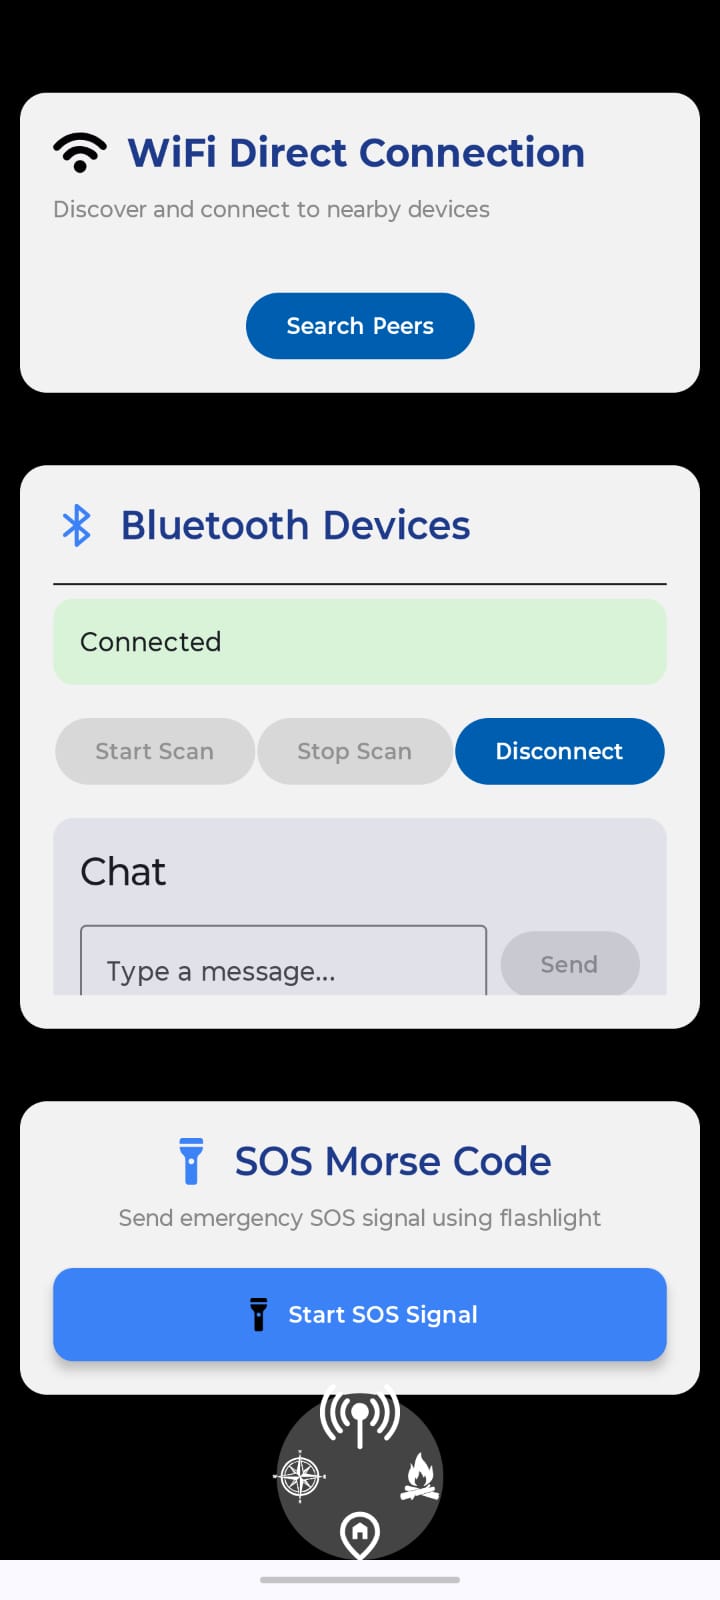 WiFi Direct Connection
Discover and connect to nearby devices
Search Peers
Bluetooth Devices
Connected
Start Scan
Stop Scan
Disconnect
Chat
Type a message...
Send
SOS Morse Code
Send emergency SOS signal using flashlight
Start SOS Signal